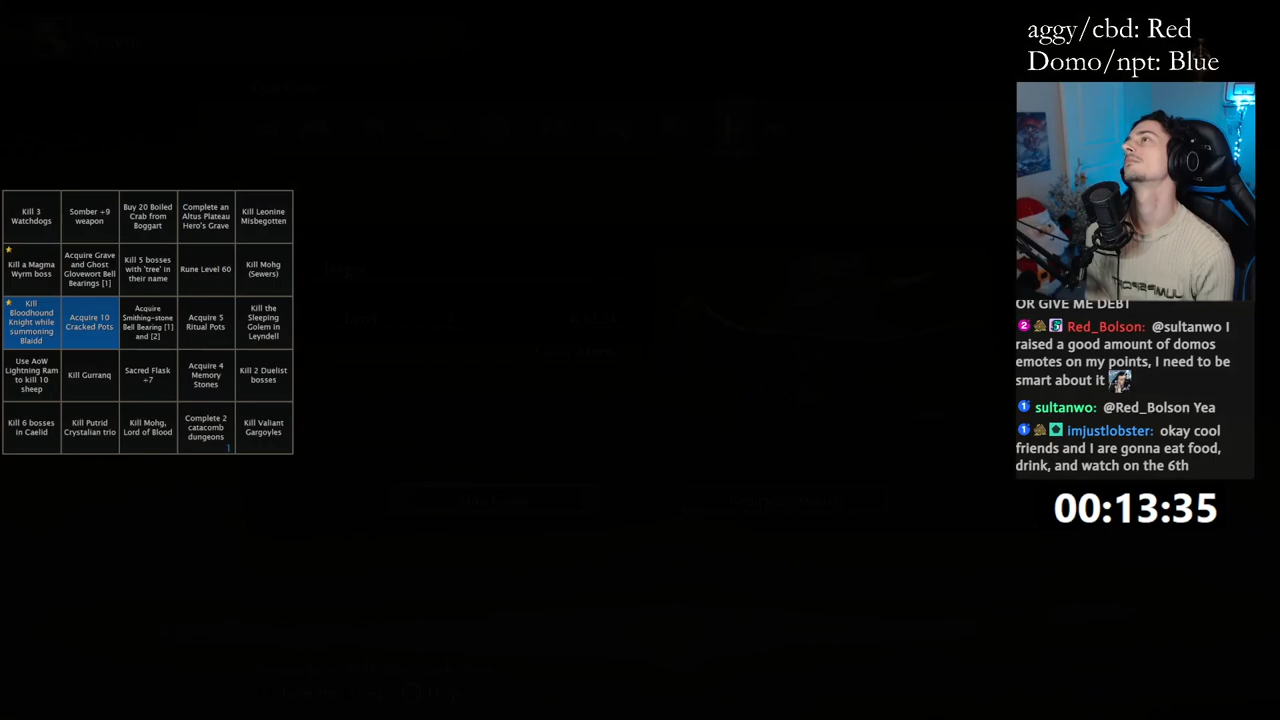 aggy/cbd: Red
Domo/npt: Blue
Kill 3
Watchdogs
Somber +9
weapon
Buy 20 Boiled
Crab from
Boggart
Complete an
Altus Plateau
Hero's Grave
Kill Leonine
Misbegotten
Kill a Magma
Wyrm boss
Acquire Grave
and Ghost
Glovewort Bell
Bearings [1]
Kill 5 bosses
with 'tree' in
their name
Rune Level 60
Kill Mohg
(Sewers)
Kill
Bloodhound
Knight while
summoning
Blaidd
Acquire 10
Cracked Pots
Acquire
Smithing-stone
Bell Bearing [1]
and [2]
Acquire 5
Ritual Pots
Kill the
Sleeping
Golem in
Leyndell
Use AoW
Lightning Ram
to kill 10
sheep
Kill Gurranq
Sacred Flask
+7
Acquire 4
Memory
Stones
Kill 2 Duelist
bosses
Kill 6 bosses
in Caelid
Kill Putrid
Crystalian trio
Kill Mohg,
Lord of Blood
Complete 2
catacomb
dungeons
1
Kill Valiant
Gargoyles
OR GIVE ME DEBT
2 Red_Bolson: @sultanwo I
raised a good amount of domos
emotes on my points, I need to be
smart about it
1 sultanwo: @Red_Bolson Yea
1 imjustlobster: okay cool
friends and I are gonna eat food,
drink, and watch on the 6th
00:13:35